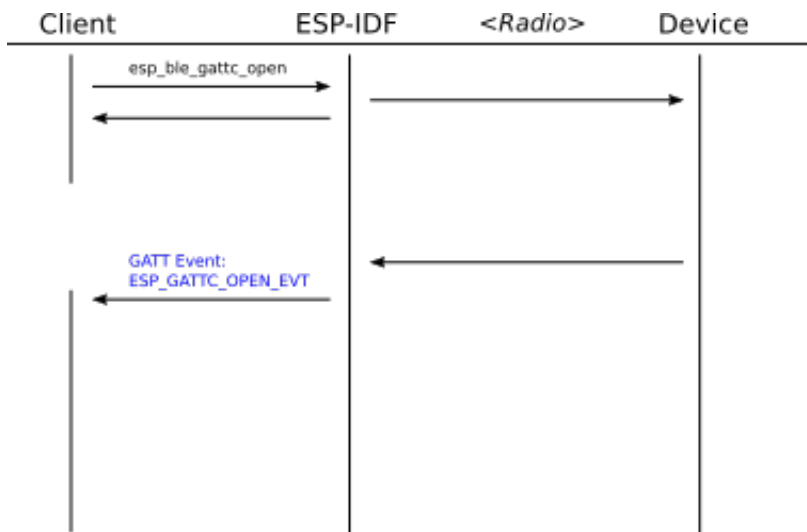 Client ESP-IDF <Radio> Device
esp_ble_gattc_open
GATT Event:
ESP_GATTC_OPEN_EVT